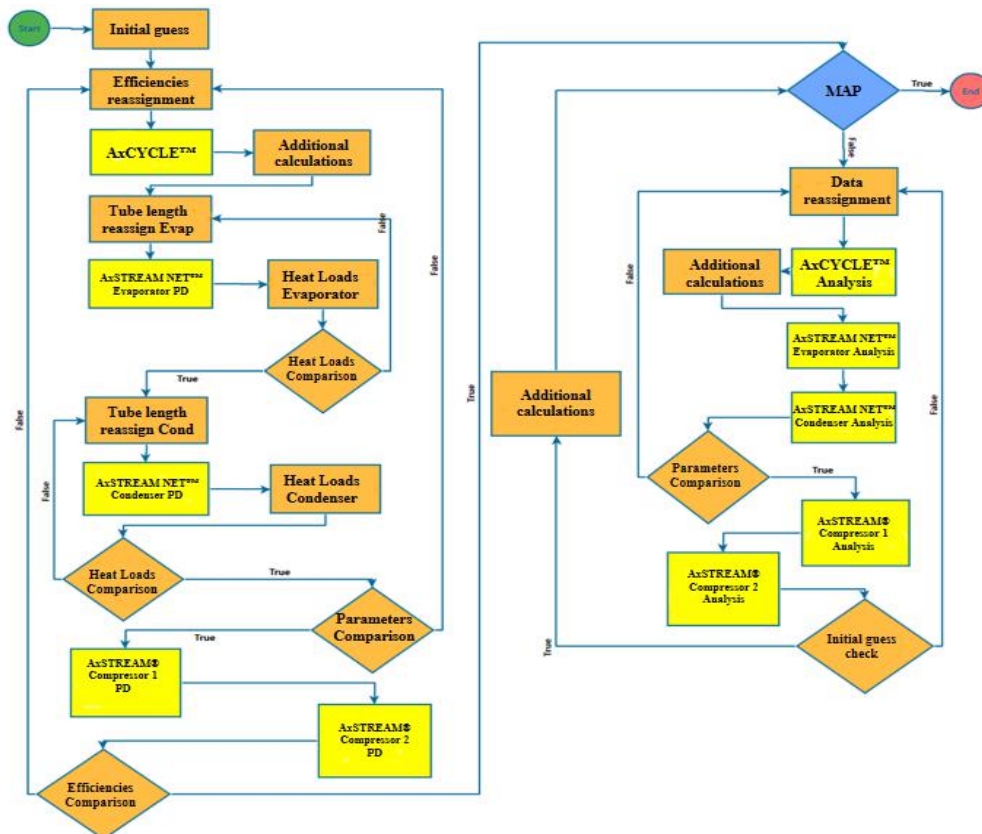 Start
Initial guess
Efficiencies
reassignment
AxCYCLE™
Additional
calculations
Tube length
reassign Evap
AxSTREAM NET™
Evaporator PD
Heat Loads
Evaporator
Heat Loads
Comparison
True
False
Tube length
reassign Cond
AxSTREAM NET™
Condenser PD
Heat Loads
Condenser
Heat Loads
Comparison
True
False
Parameters
Comparison
True
False
AxSTREAM®
Compressor 1
PD
AxSTREAM®
Compressor 2
PD
Efficiencies
Comparison
False
True
MAP
True
End
False
Data
reassignment
AxCYCLE™
Analysis
Additional
calculations
AxSTREAM NET™
Evaporator Analysis
AxSTREAM NET™
Condenser Analysis
Parameters
Comparison
True
False
AxSTREAM®
Compressor 1
Analysis
AxSTREAM®
Compressor 2
Analysis
Initial guess
check
False
True
Additional
calculations